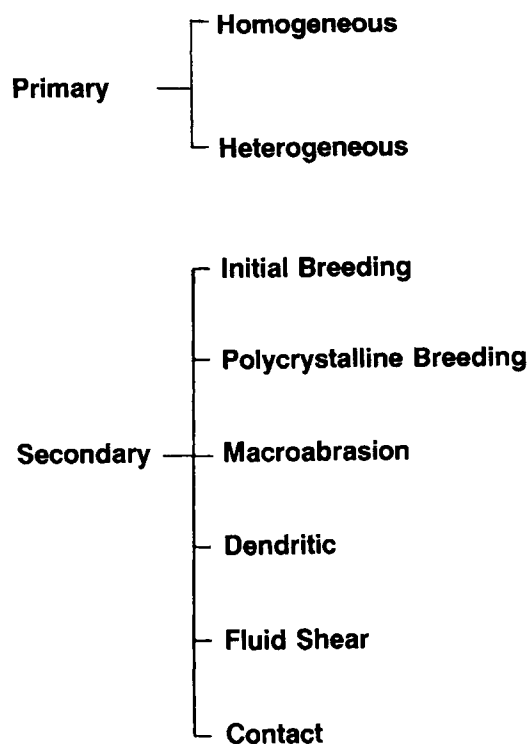 Homogeneous
Primary
Heterogeneous
Initial Breeding
Polycrystalline Breeding
Secondary
Macroabrasion
Dendritic
Fluid Shear
Contact